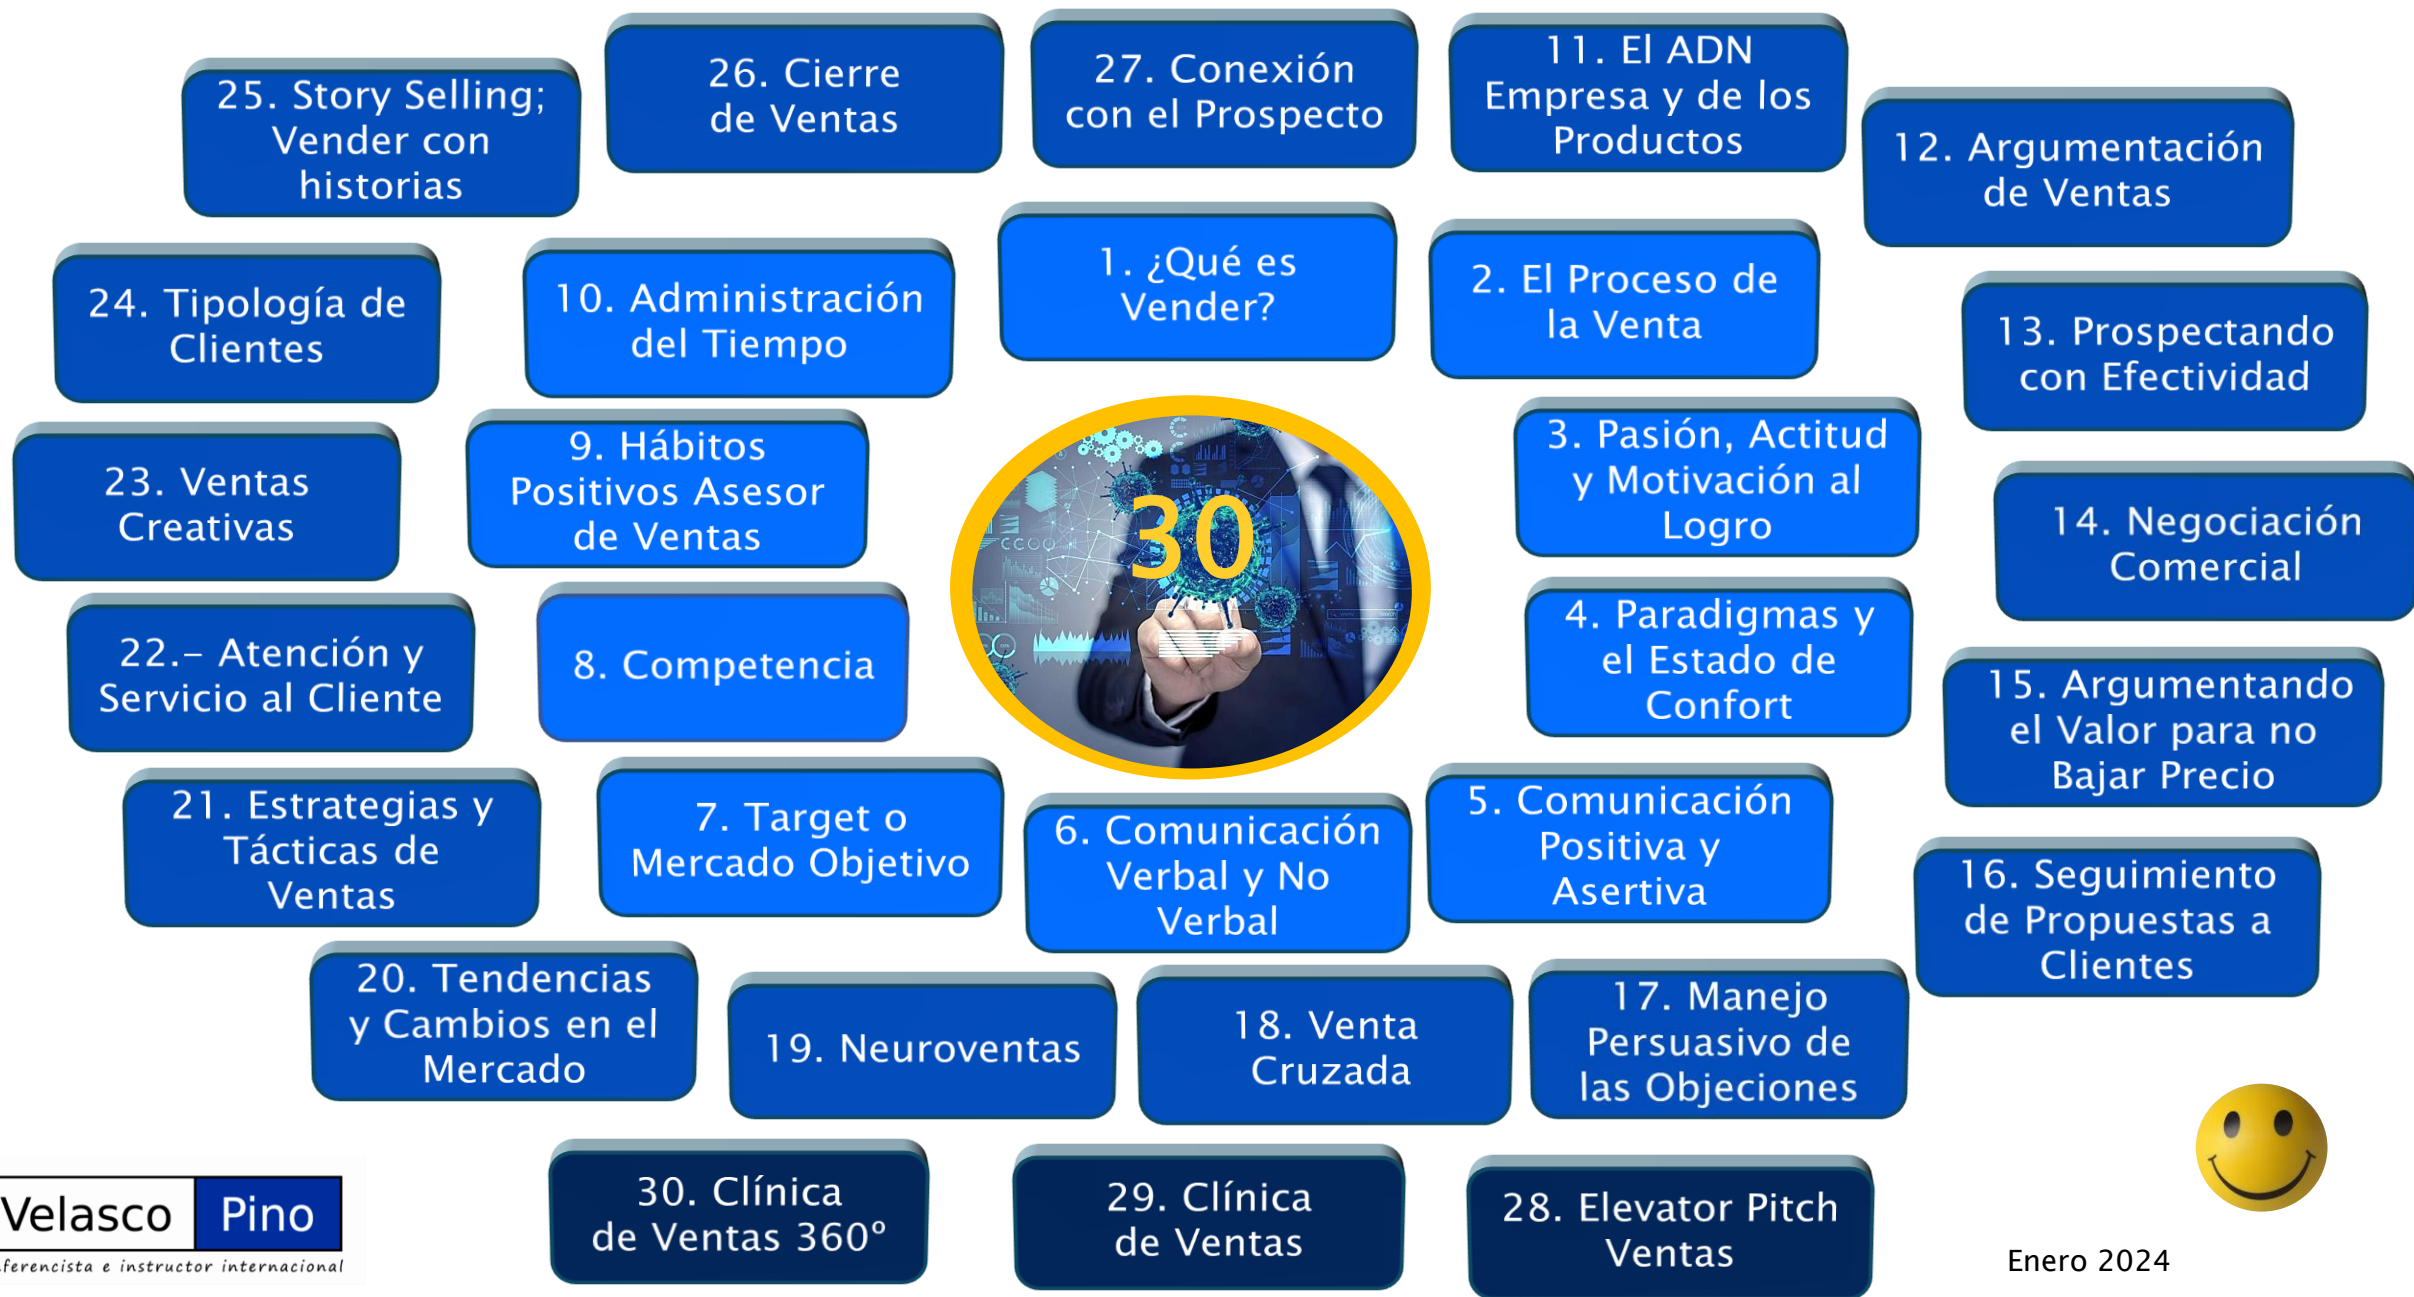 25. Story Selling;
Vender con
historias
26. Cierre
de Ventas
27. Conexión
con el Prospecto
11. El ADN
Empresa y de los
Productos
12. Argumentación
de Ventas
24. Tipología de
Clientes
10. Administración
del Tiempo
1. ¿Qué es
Vender?
2. El Proceso de
la Venta
13. Prospectando
con Efectividad
23. Ventas
Creativas
9. Hábitos
Positivos Asesor
de Ventas
30
3. Pasión, Actitud
y Motivación al
Logro
14. Negociación
Comercial
22.- Atención y
Servicio al Cliente
8. Competencia
4. Paradigmas y
el Estado de
Confort
15. Argumentando
el Valor para no
Bajar Precio
21. Estrategias y
Tácticas de
Ventas
7. Target o
Mercado Objetivo
6. Comunicación
Verbal y No
Verbal
5. Comunicación
Positiva y
Asertiva
16. Seguimiento
de Propuestas a
Clientes
20. Tendencias
y Cambios en el
Mercado
19. Neuroventas
18. Venta
Cruzada
17. Manejo
Persuasivo de
las Objeciones
30. Clínica
de Ventas 360º
29. Clínica
de Ventas
28. Elevator Pitch
Ventas
Velasco Pino
ferencista e instructor internacional
Enero 2024